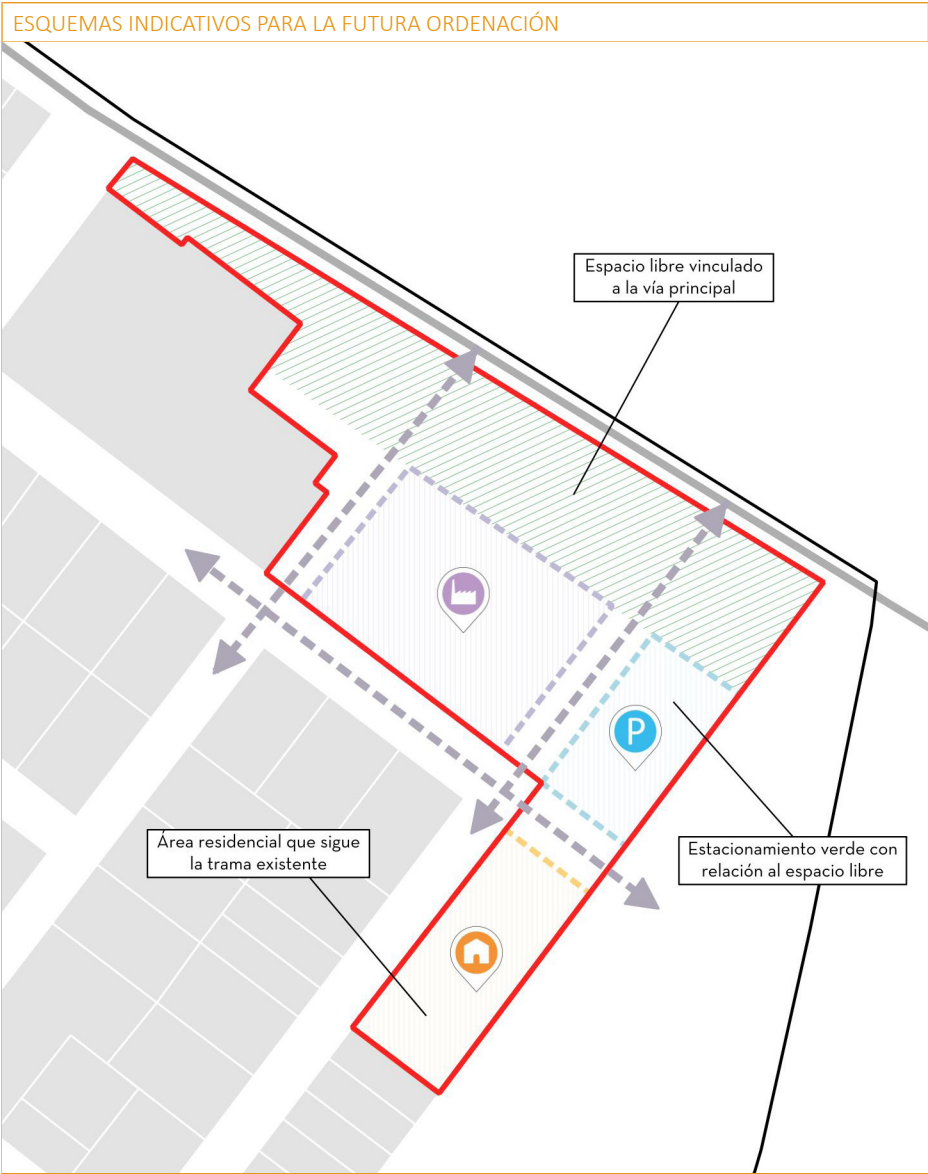 ESQUEMAS INDICATIVOS PARA LA FUTURA ORDENACIÓN
Espacio libre vinculado
a la vía principal
P
Área residencial que sigue
la trama existente
Estacionamiento verde con
relación al espacio libre